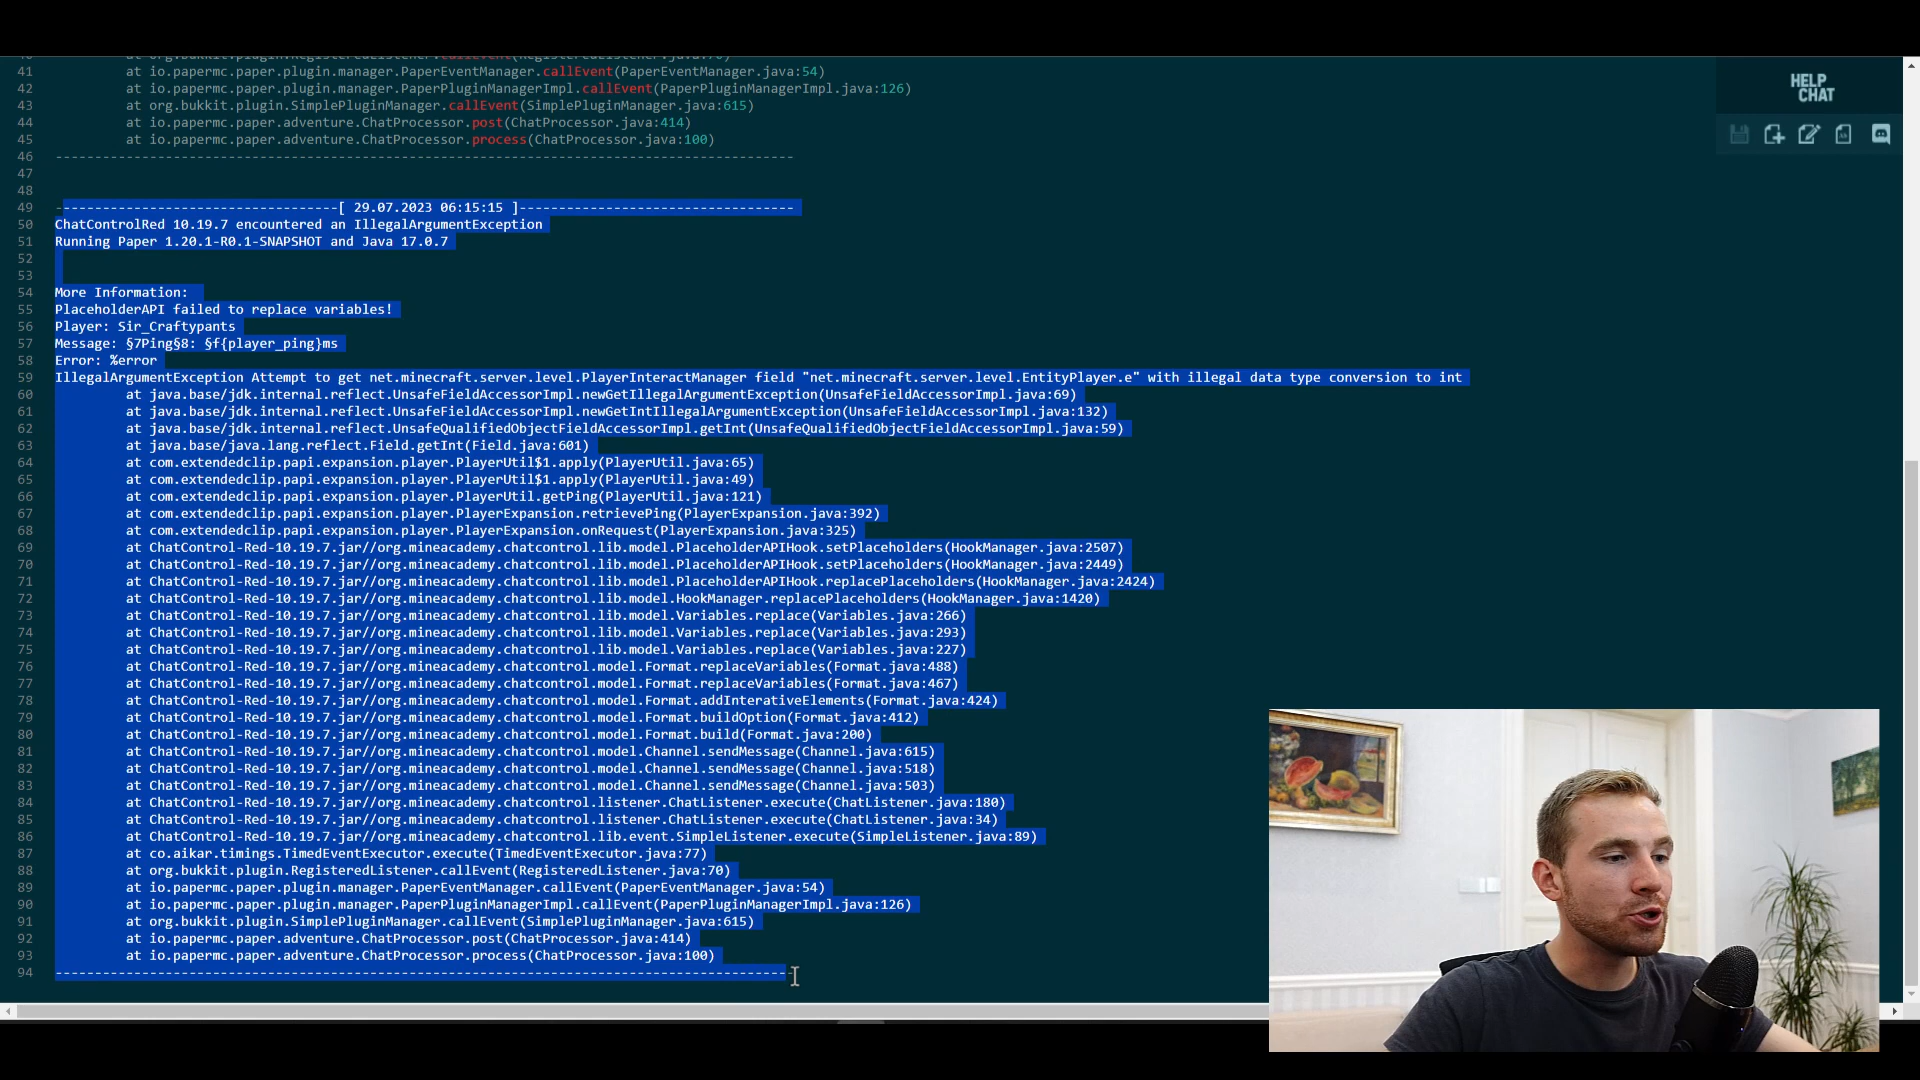 41 at io.papermc.paper.plugin.manager.PaperEventManager.callEvent(PaperEventManager.java:54)
42 at io.papermc.paper.plugin.manager.PaperPluginManagerImpl.callEvent(PaperPluginManagerImpl.java:126)
43 at org.bukkit.plugin.SimplePluginManager.callEvent(SimplePluginManager.java:615)
44 at io.papermc.paper.adventure.ChatProcessor.post(ChatProcessor.java:414)
45 at io.papermc.paper.adventure.ChatProcessor.process(ChatProcessor.java:100)
46 ----------------------------------------------------------------------------------------------
47
48
49 ------------------------------------[ 29.07.2023 06:15:15 ]-----------------------------------
50 ChatControlRed 10.19.7 encountered an IllegalArgumentException
51 Running Paper 1.20.1-R0.1-SNAPSHOT and Java 17.0.7
52
53
54 More Information:
55 PlaceholderAPI failed to replace variables!
56 Player: Sir_Craftypants
57 Message: §7Ping§8: §f{player_ping}ms
58 Error: %error
59 IllegalArgumentException Attempt to get net.minecraft.server.level.PlayerInteractManager field "net.minecraft.server.level.EntityPlayer.e" with illegal data type conversion to int
60 at java.base/jdk.internal.reflect.UnsafeFieldAccessorImpl.newGetIllegalArgumentException(UnsafeFieldAccessorImpl.java:69)
61 at java.base/jdk.internal.reflect.UnsafeFieldAccessorImpl.newGetIntIllegalArgumentException(UnsafeFieldAccessorImpl.java:132)
62 at java.base/jdk.internal.reflect.UnsafeQualifiedObjectFieldAccessorImpl.getInt(UnsafeQualifiedObjectFieldAccessorImpl.java:59)
63 at java.base/java.lang.reflect.Field.getInt(Field.java:601)
64 at com.extendedclip.papi.expansion.player.PlayerUtil$1.apply(PlayerUtil.java:65)
65 at com.extendedclip.papi.expansion.player.PlayerUtil$1.apply(PlayerUtil.java:49)
66 at com.extendedclip.papi.expansion.player.PlayerUtil.getPing(PlayerUtil.java:121)
67 at com.extendedclip.papi.expansion.player.PlayerExpansion.retrievePing(PlayerExpansion.java:392)
68 at com.extendedclip.papi.expansion.player.PlayerExpansion.onRequest(PlayerExpansion.java:325)
69 at ChatControl-Red-10.19.7.jar//org.mineacademy.chatcontrol.lib.model.PlaceholderAPIHook.setPlaceholders(HookManager.java:2507)
70 at ChatControl-Red-10.19.7.jar//org.mineacademy.chatcontrol.lib.model.PlaceholderAPIHook.setPlaceholders(HookManager.java:2449)
71 at ChatControl-Red-10.19.7.jar//org.mineacademy.chatcontrol.lib.model.PlaceholderAPIHook.replacePlaceholders(HookManager.java:2424)
72 at ChatControl-Red-10.19.7.jar//org.mineacademy.chatcontrol.lib.model.HookManager.replacePlaceholders(HookManager.java:1420)
73 at ChatControl-Red-10.19.7.jar//org.mineacademy.chatcontrol.lib.model.Variables.replace(Variables.java:266)
74 at ChatControl-Red-10.19.7.jar//org.mineacademy.chatcontrol.lib.model.Variables.replace(Variables.java:293)
75 at ChatControl-Red-10.19.7.jar//org.mineacademy.chatcontrol.lib.model.Variables.replace(Variables.java:227)
76 at ChatControl-Red-10.19.7.jar//org.mineacademy.chatcontrol.model.Format.replaceVariables(Format.java:488)
77 at ChatControl-Red-10.19.7.jar//org.mineacademy.chatcontrol.model.Format.replaceVariables(Format.java:467)
78 at ChatControl-Red-10.19.7.jar//org.mineacademy.chatcontrol.model.Format.addInterativeElements(Format.java:424)
79 at ChatControl-Red-10.19.7.jar//org.mineacademy.chatcontrol.model.Format.buildOption(Format.java:412)
80 at ChatControl-Red-10.19.7.jar//org.mineacademy.chatcontrol.model.Format.build(Format.java:200)
81 at ChatControl-Red-10.19.7.jar//org.mineacademy.chatcontrol.model.Channel.sendMessage(Channel.java:615)
82 at ChatControl-Red-10.19.7.jar//org.mineacademy.chatcontrol.model.Channel.sendMessage(Channel.java:518)
83 at ChatControl-Red-10.19.7.jar//org.mineacademy.chatcontrol.model.Channel.sendMessage(Channel.java:503)
84 at ChatControl-Red-10.19.7.jar//org.mineacademy.chatcontrol.listener.ChatListener.execute(ChatListener.java:180)
85 at ChatControl-Red-10.19.7.jar//org.mineacademy.chatcontrol.listener.ChatListener.execute(ChatListener.java:34)
86 at ChatControl-Red-10.19.7.jar//org.mineacademy.chatcontrol.lib.event.SimpleListener.execute(SimpleListener.java:89)
87 at co.aikar.timings.TimedEventExecutor.execute(TimedEventExecutor.java:77)
88 at org.bukkit.plugin.RegisteredListener.callEvent(RegisteredListener.java:70)
89 at io.papermc.paper.plugin.manager.PaperEventManager.callEvent(PaperEventManager.java:54)
90 at io.papermc.paper.plugin.manager.PaperPluginManagerImpl.callEvent(PaperPluginManagerImpl.java:126)
91 at org.bukkit.plugin.SimplePluginManager.callEvent(SimplePluginManager.java:615)
92 at io.papermc.paper.adventure.ChatProcessor.post(ChatProcessor.java:414)
93 at io.papermc.paper.adventure.ChatProcessor.process(ChatProcessor.java:100)
94 ----------------------------------------------------------------------------------------------
HELP
CHAT